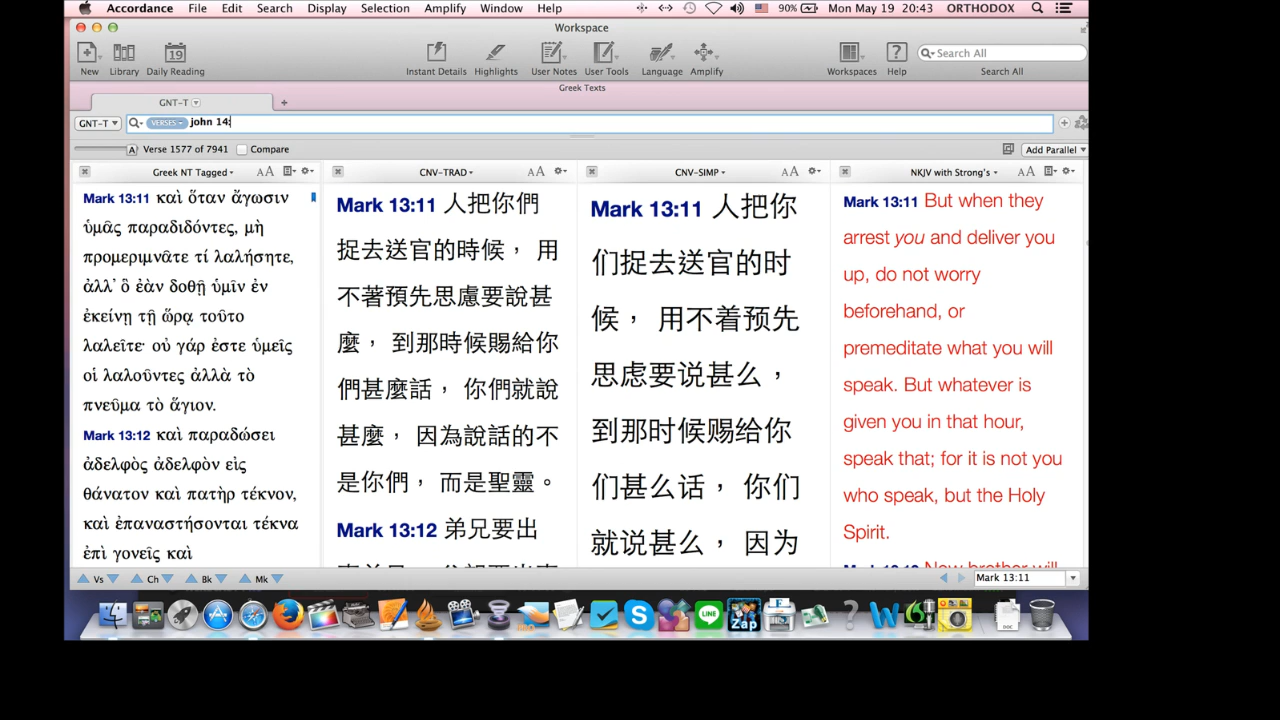 Accordance File Edit Search Display Selection Amplify Window Help 90% Mon May 19 20:43 ORTHODOX
Workspace
New Library Daily Reading Instant Details Highlights User Notes User Tools Language Amplify Workspaces Help Search All
Search All
Greek Texts
GNT-T
GNT-T VERSES john 14:
A Verse 1577 of 7941 Compare Add Parallel
Greek NT Tagged AA
Mark 13:11 καὶ ὅταν ἄγωσιν
ὑμᾶς παραδιδόντες, μὴ
προμεριμνᾶτε τί λαλήσητε,
ἀλλ’ ὃ ἐὰν δοθῇ ὑμῖν ἐν
ἐκείνῃ τῇ ὥρᾳ τοῦτο
λαλεῖτε· οὐ γάρ ἐστε ὑμεῖς
οἱ λαλοῦντες ἀλλὰ τὸ
πνεῦμα τὸ ἅγιον.
Mark 13:12 καὶ παραδώσει
ἀδελφὸς ἀδελφὸν εἰς
θάνατον καὶ πατὴρ τέκνον,
καὶ ἐπαναστήσονται τέκνα
ἐπὶ γονεῖς καὶ
CNV-TRAD AA
Mark 13:11 人把你們
捉去送官的時候，用
不著預先思慮要說甚
麼，到那時候賜給你
們甚麼話，你們就說
甚麼，因為說話的不
是你們，而是聖靈。
Mark 13:12 弟兄要出
CNV-SIMP AA
Mark 13:11 人把你
们捉去送官的时
候，用不着预先
思虑要说甚么，
到那时候赐给你
们甚么话，你们
就说甚么，因为
NKJV with Strong's AA
Mark 13:11 But when they
arrest you and deliver you
up, do not worry
beforehand, or
premeditate what you will
speak. But whatever is
given you in that hour,
speak that; for it is not you
who speak, but the Holy
Spirit.
Now brother will
Vs Ch Bk Mk Mark 13:11
LINE Zap DOC